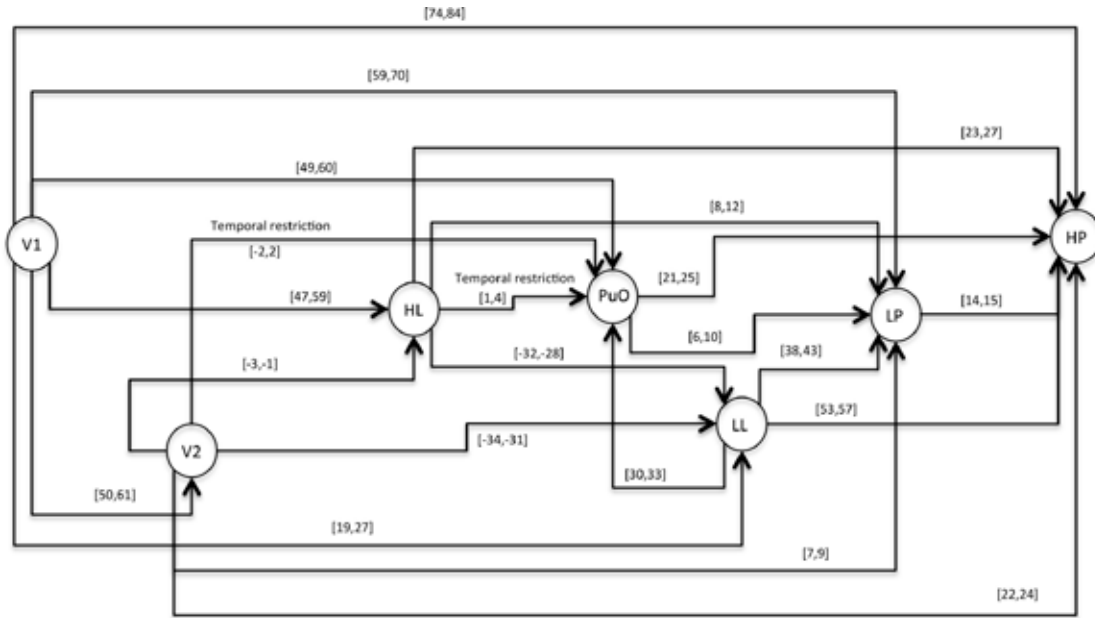 [74,84]
[59,70]
[23,27]
[49,60]
[8,12]
Temporal restriction
[-2,2]
V1
HP
Temporal restriction
[21,25]
[47,59]
HL
[1,4]
PuO
LP
[14,15]
[6,10]
[-32,-28]
[38,43]
[-3,-1]
[53,57]
LL
V2
[-34,-31]
[30,33]
[50,61]
[19,27]
[7,9]
[22,24]